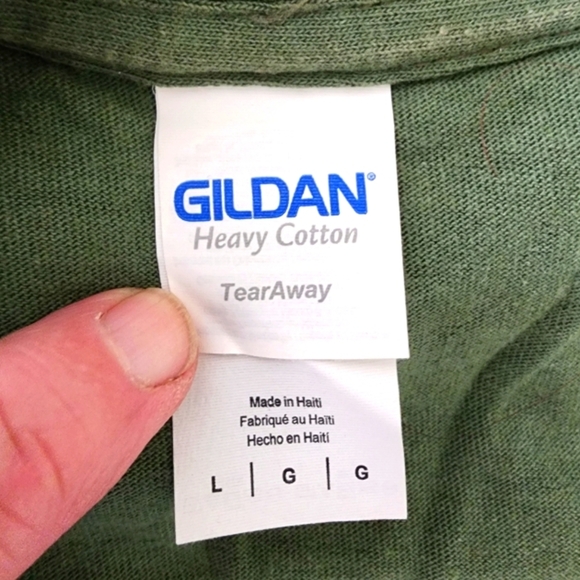 GILDAN®
Heavy Cotton
TearAway
Made in Haiti
Fabriqué au Haïti
Hecho en Haití
L | G | G